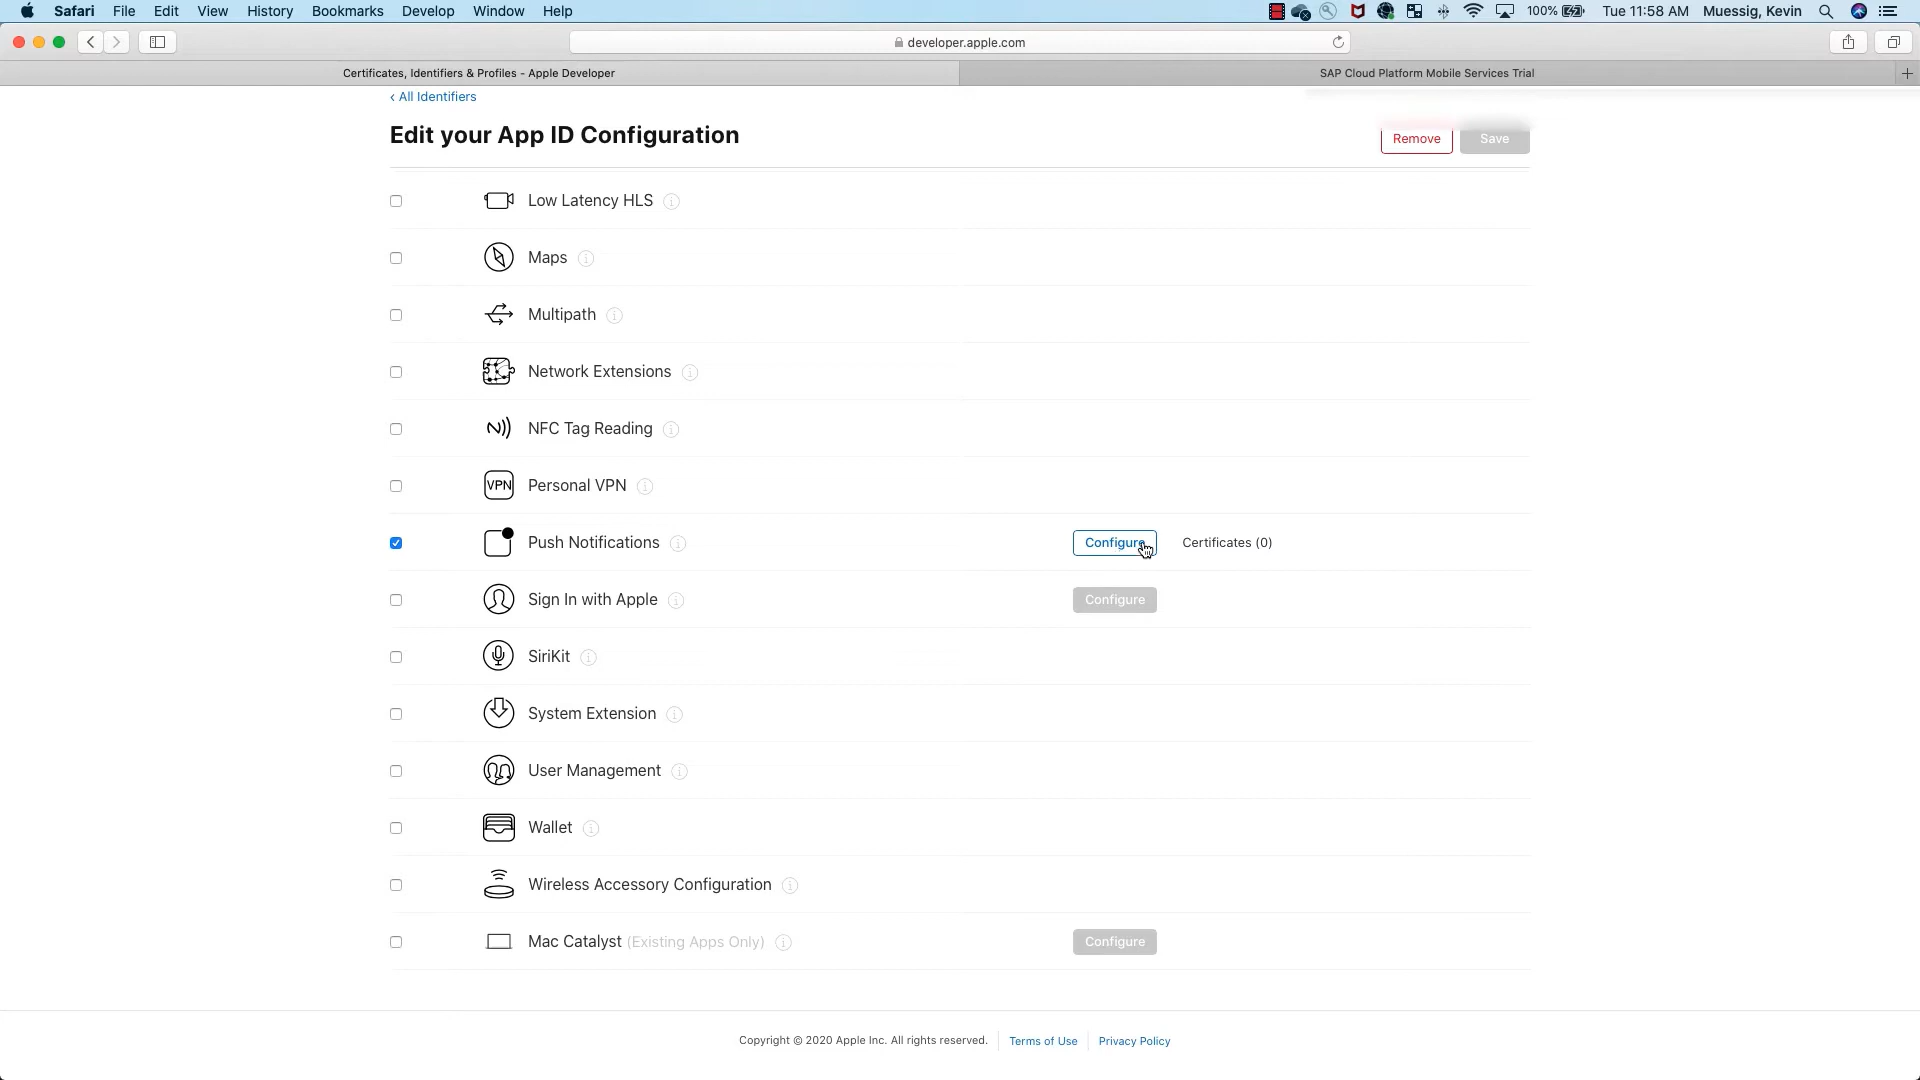 Safari File Edit View History Bookmarks Develop Window Help 100% Tue 11:58 AM Muessig, Kevin
developer.apple.com
Certificates, Identifiers & Profiles - Apple Developer SAP Cloud Platform Mobile Services Trial
‹ All Identifiers
Edit your App ID Configuration Remove Save
Low Latency HLS
Maps
Multipath
Network Extensions
NFC Tag Reading
VPN Personal VPN
Push Notifications Configure Certificates (0)
Sign In with Apple Configure
SiriKit
System Extension
User Management
Wallet
Wireless Accessory Configuration
Mac Catalyst (Existing Apps Only) Configure
Copyright © 2020 Apple Inc. All rights reserved. Terms of Use Privacy Policy